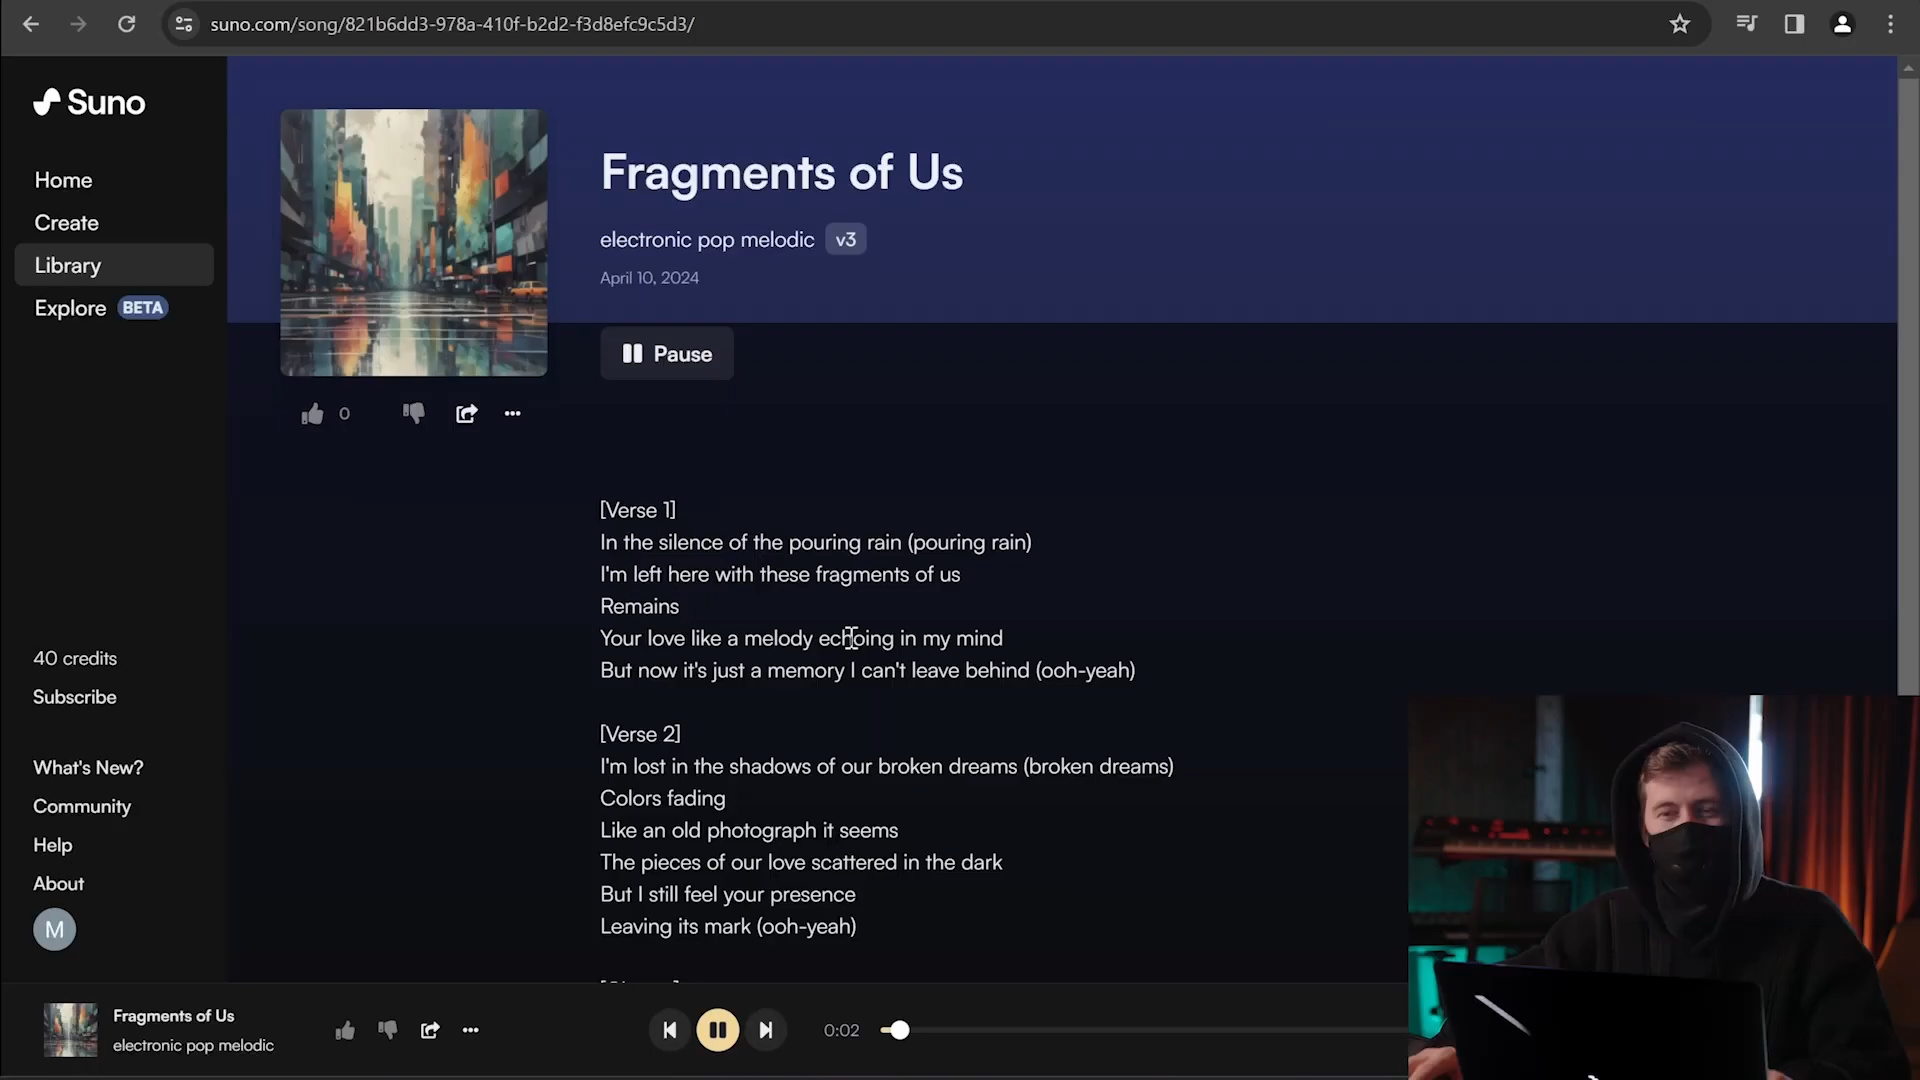 suno.com/song/821b6dd3-978a-410f-b2d2-f3d8efc9c5d3/
Suno
Home
Create
Library
Explore BETA
40 credits
Subscribe
What's New?
Community
Help
About
M
Fragments of Us
electronic pop melodic v3
April 10, 2024
Pause
0
[Verse 1]
In the silence of the pouring rain (pouring rain)
I'm left here with these fragments of us
Remains
Your love like a melody echoing in my mind
But now it's just a memory I can't leave behind (ooh-yeah)
[Verse 2]
I'm lost in the shadows of our broken dreams (broken dreams)
Colors fading
Like an old photograph it seems
The pieces of our love scattered in the dark
But I still feel your presence
Leaving its mark (ooh-yeah)
Fragments of Us
electronic pop melodic
0:02